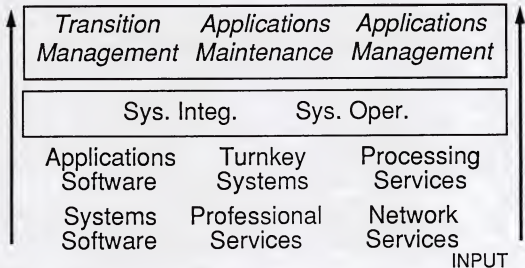 Transition Applications Applications
Management Maintenance Management
Sys. Integ. Sys. Oper.
Applications Turnkey Processing
Software Systems Services
Systems Professional Network
Software Services Services
INPUT